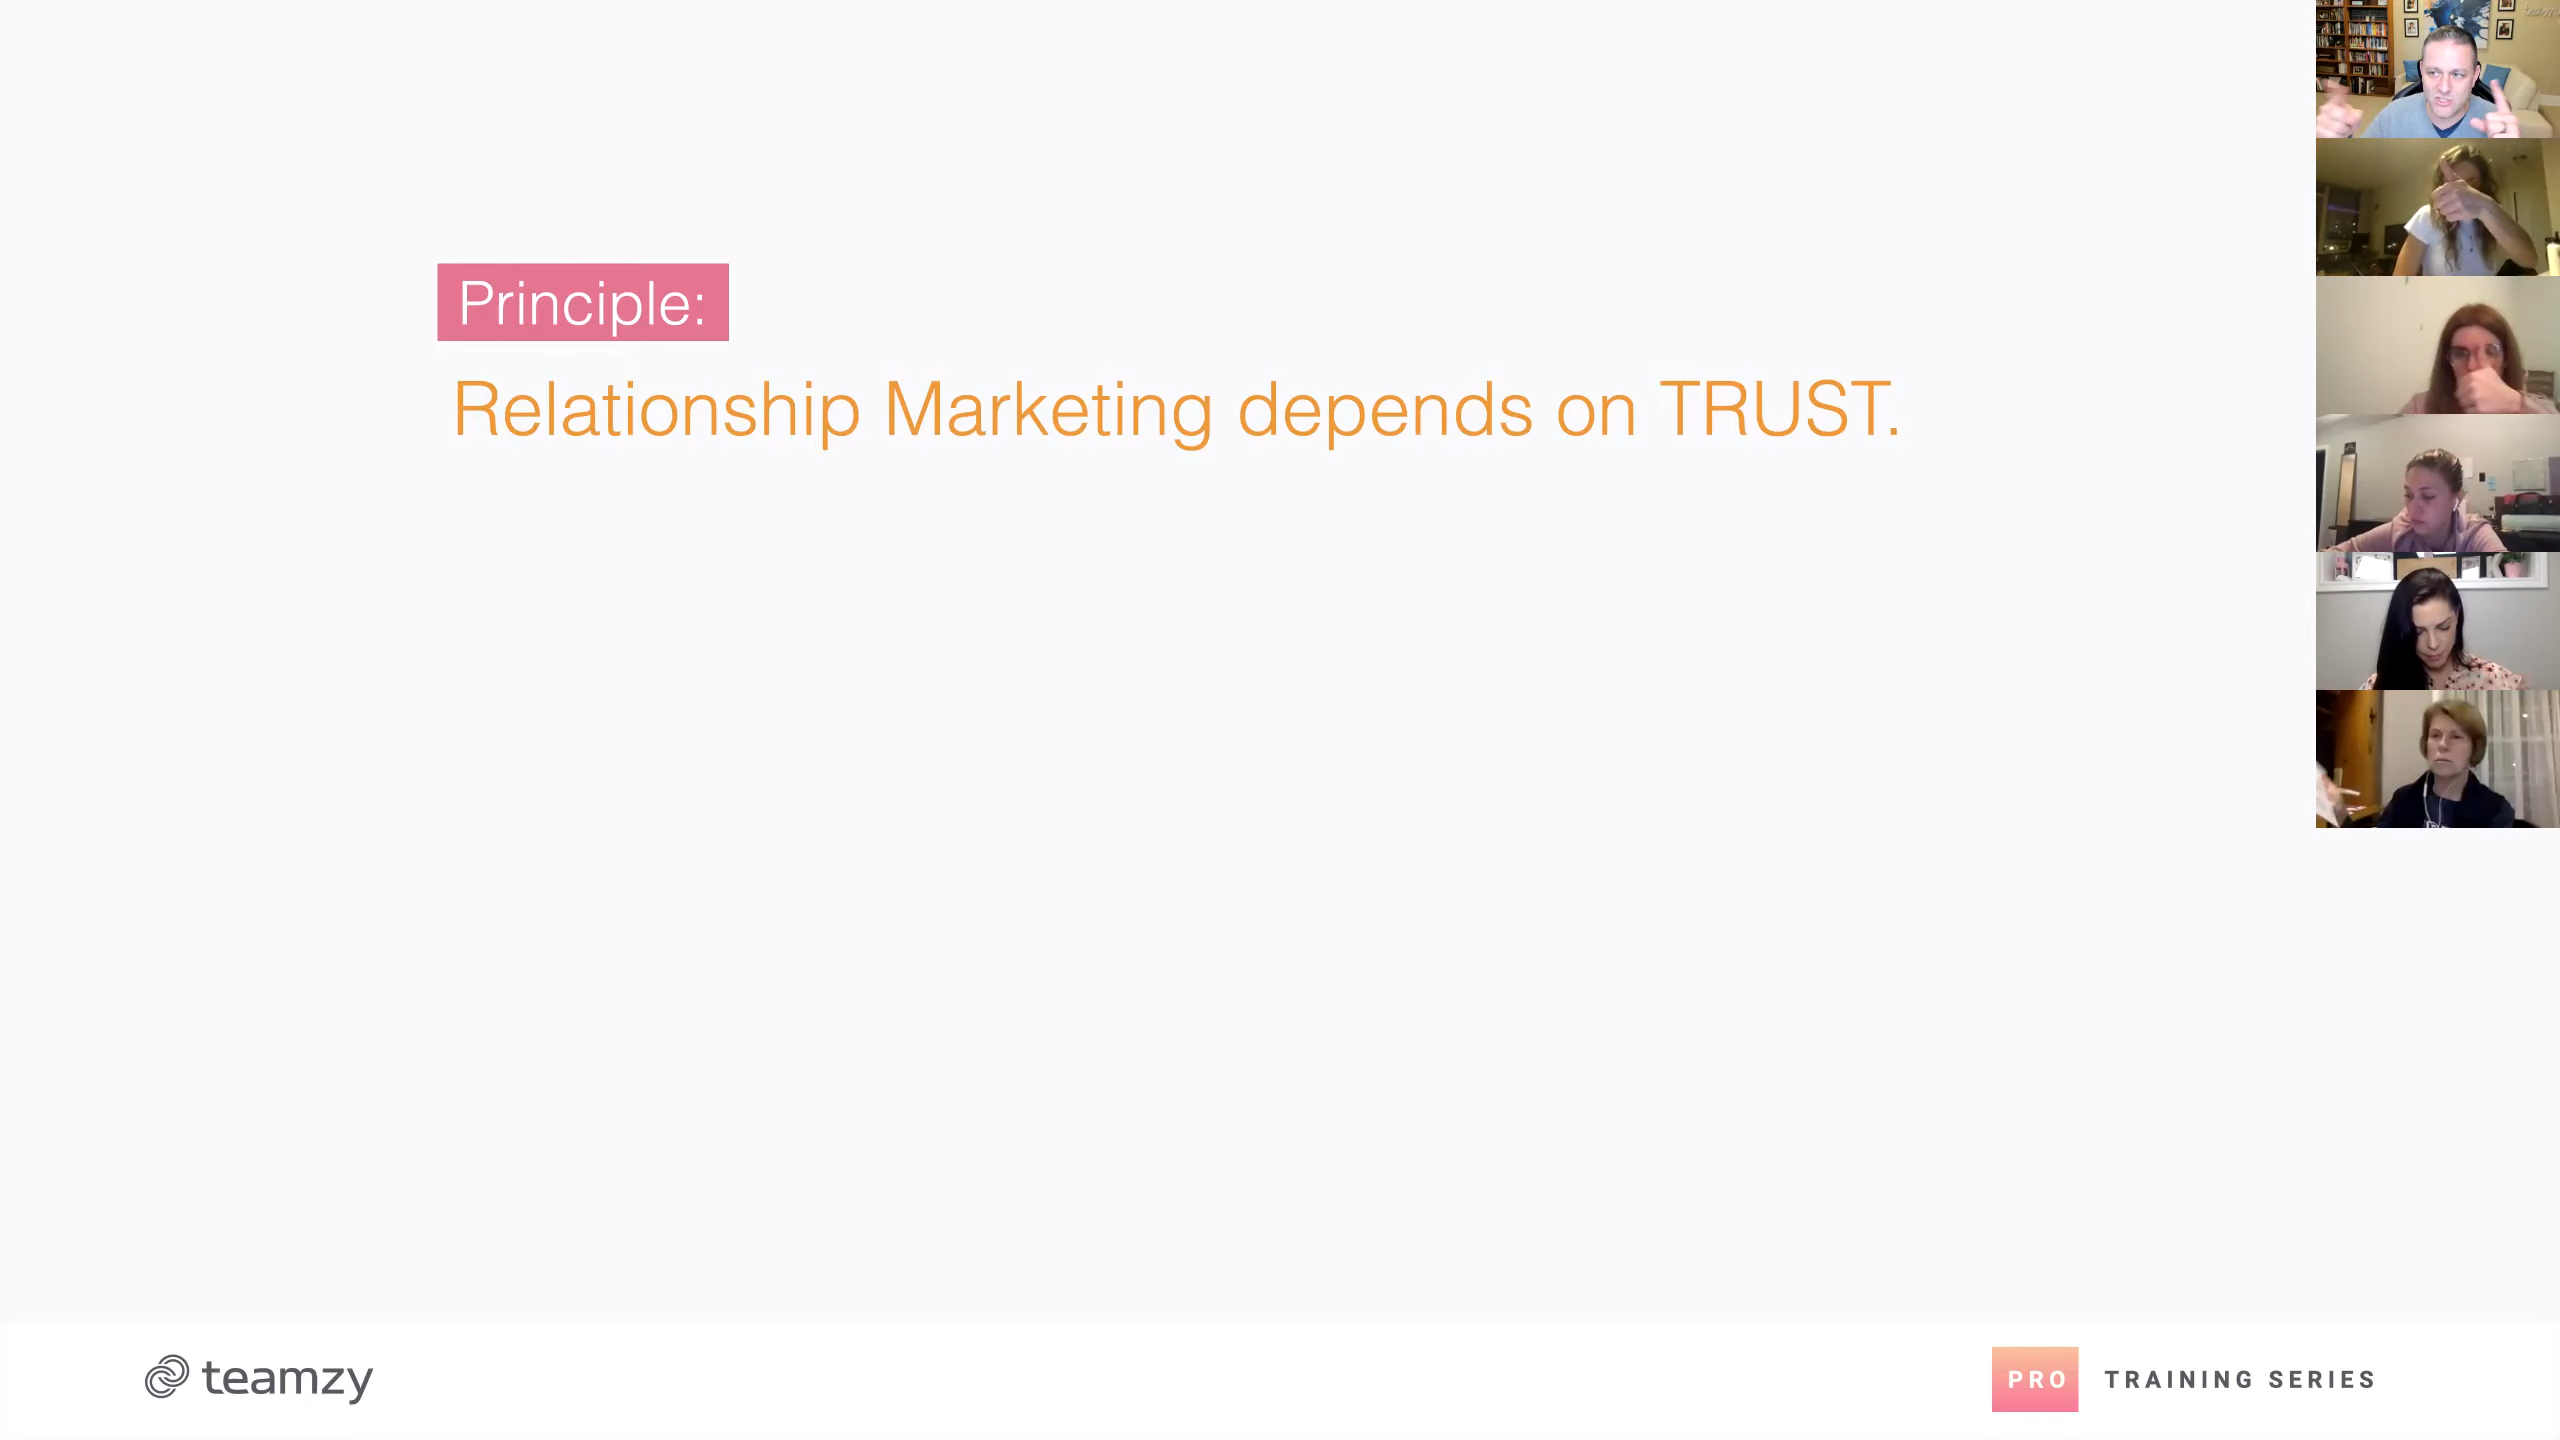 Principle:
Relationship Marketing depends on TRUST.
teamzy
PRO TRAINING SERIES